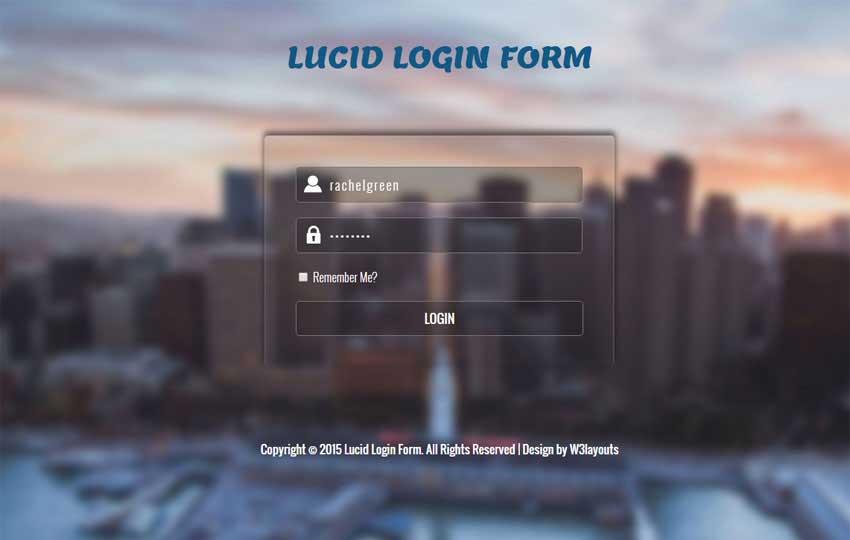 LUCID LOGIN FORM
rachelgreen
••••••••
Remember Me?
LOGIN
Copyright © 2015 Lucid Login Form. All Rights Reserved | Design by W3layouts